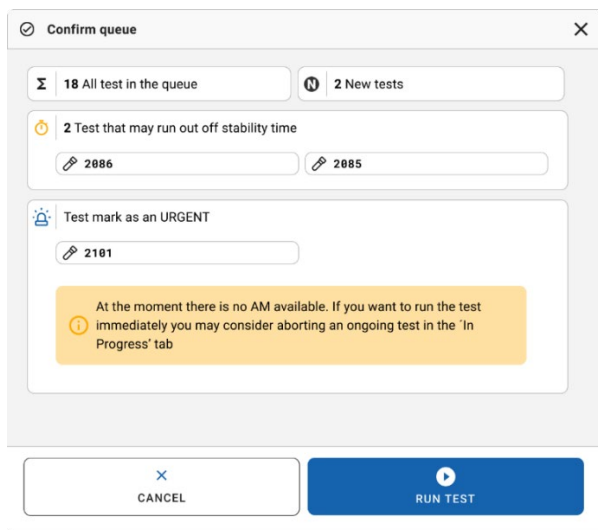 Confirm queue
Σ 18 All test in the queue
N 2 New tests
2 Test that may run out off stability time
2086
2085
Test mark as an URGENT
2101
At the moment there is no AM available. If you want to run the test
immediately you may consider aborting an ongoing test in the `In
Progress' tab
CANCEL
RUN TEST